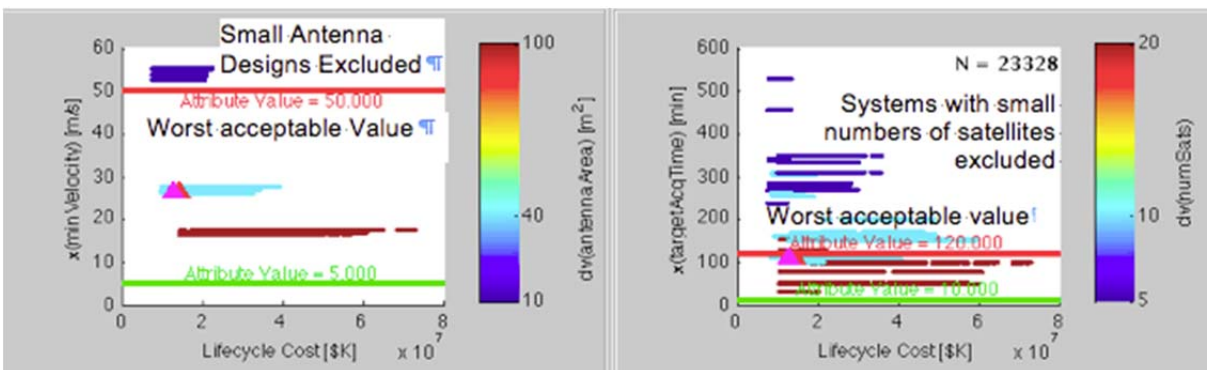 Small Antenna
Designs Excluded ¶
60
50
40
30
20
10
0
x(min Velocity) [m/s]
Attribute Value = 50.000
Worst acceptable Value ¶
Attribute Value = 5.000
0 2 4 6 8
Lifecycle Cost [$K] x 10^7
100
40
10
dv(antenna Area) [m²]
600
500
400
300
200
100
0
x(targetAcqTime) [min]
N = 23328
Systems with small
numbers of satellites
excluded
Worst acceptable value¶
Attribute Value = 120.000
Attribute Value = 10.000
0 2 4 6 8
Lifecycle Cost [$K] x 10^7
20
10
5
dv(numSats)